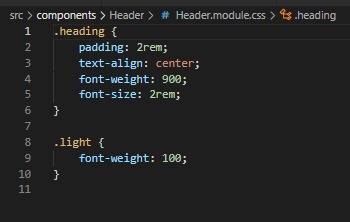 src > components > Header > # Header.module.css > .heading
1 .heading {
2     padding: 2rem;
3     text-align: center;
4     font-weight: 900;
5     font-size: 2rem;
6 }
7
8 .light {
9     font-weight: 100;
10 }
11